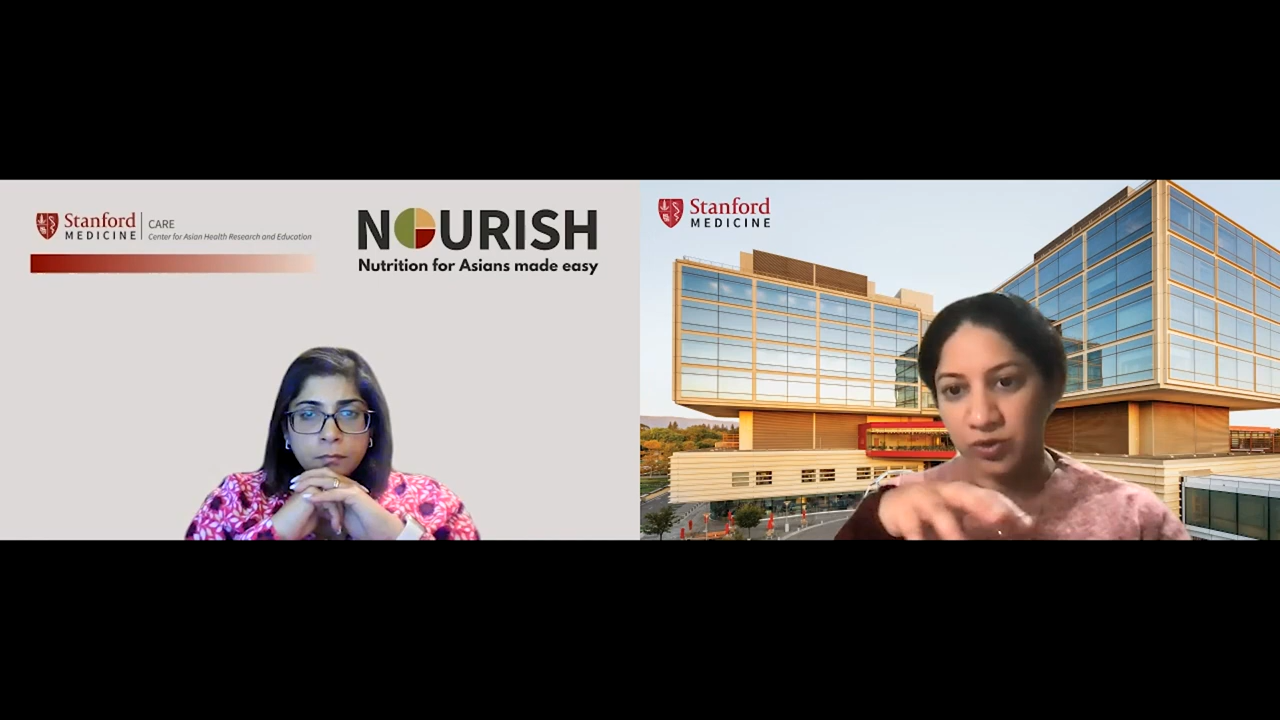 Stanford
MEDICINE
CARE
Center for Asian Health Research and Education
NOURISH
Nutrition for Asians made easy
Stanford
MEDICINE